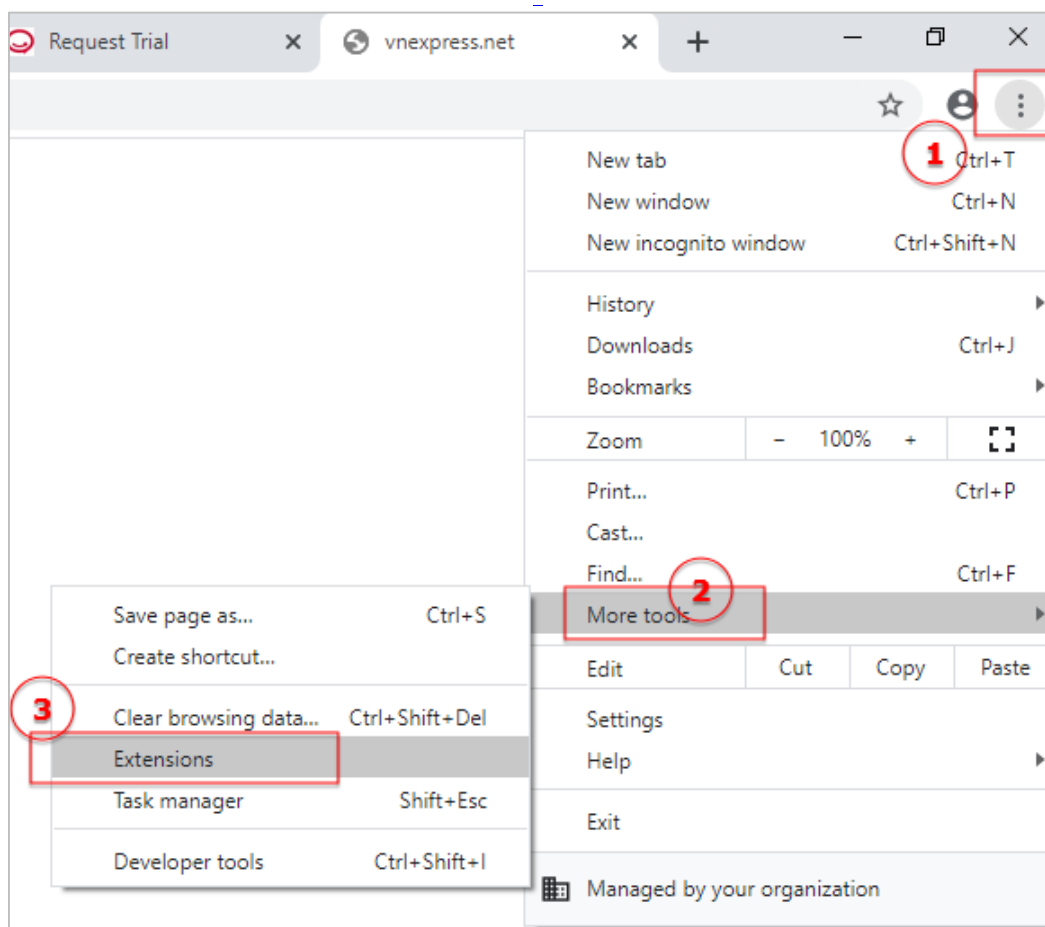 Request Trial
vnexpress.net
1
New tab Ctrl+T
New window Ctrl+N
New incognito window Ctrl+Shift+N
History
Downloads Ctrl+J
Bookmarks
Zoom - 100% +
Print... Ctrl+P
Cast...
Find... Ctrl+F
2
More tools
Edit Cut Copy Paste
Settings
Help
Exit
Managed by your organization
Save page as... Ctrl+S
Create shortcut...
3
Clear browsing data... Ctrl+Shift+Del
Extensions
Task manager Shift+Esc
Developer tools Ctrl+Shift+I